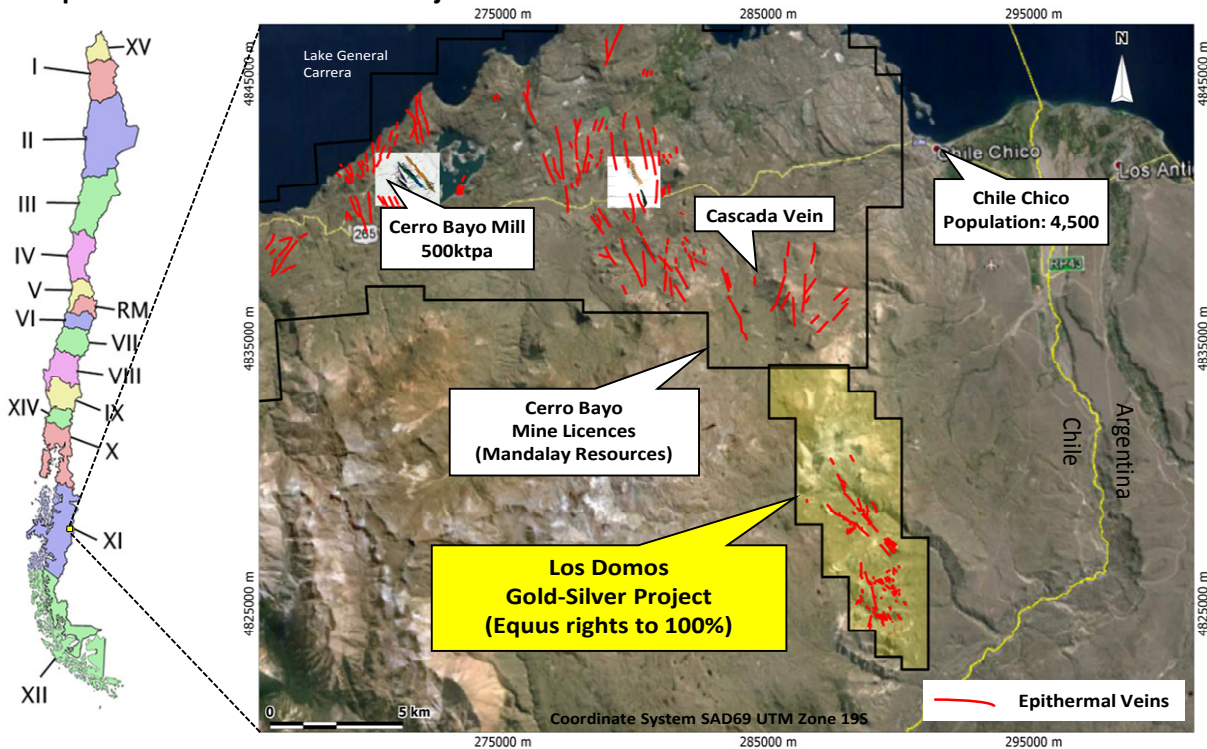 275000 m
285000 m
295000 m
XV
I
II
III
IV
V
RM
VI
VII
VIII
IX
XIV
X
XI
XII
4845000 m
4835000 m
4825000 m
Lake General
Carrera
N
Chile Chico
Los Anti
Cerro Bayo Mill
500ktpa
265
Cascada Vein
Chile Chico
Population: 4,500
RP43
Cerro Bayo
Mine Licences
(Mandalay Resources)
Chile
Argentina
Los Domos
Gold-Silver Project
(Equus rights to 100%)
Epithermal Veins
0
5 km
Coordinate System SAD69 UTM Zone 19S
4845000 m
4835000 m
4825000 m
275000 m
285000 m
295000 m